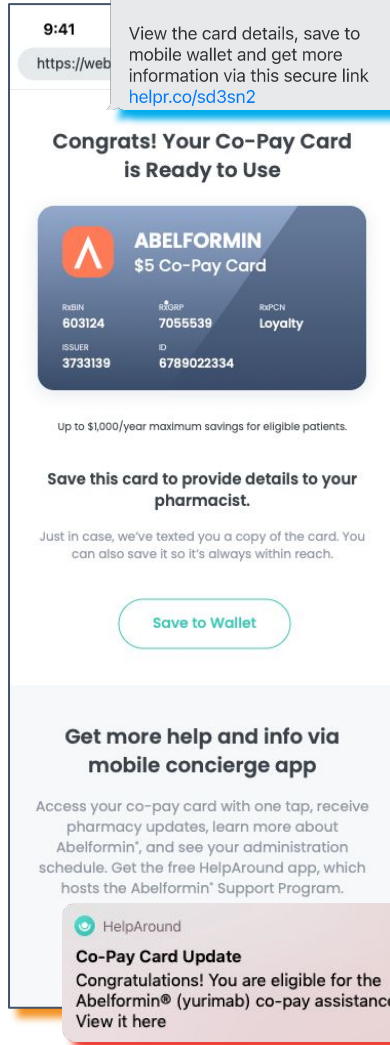 9:41
https://web
View the card details, save to
mobile wallet and get more
information via this secure link
helpr.co/sd3sn2
Congrats! Your Co-Pay Card
is Ready to Use
ABELFORMIN
$5 Co-Pay Card
RxBIN RxGRP RxPCN
603124 7055539 Loyalty
ISSUER ID
3733139 6789022334
Up to $1,000/year maximum savings for eligible patients.
Save this card to provide details to your
pharmacist.
Just in case, we've texted you a copy of the card. You
can also save it so it's always within reach.
Save to Wallet
Get more help and info via
mobile concierge app
Access your co-pay card with one tap, receive
pharmacy updates, learn more about
Abelformin®, and see your administration
schedule. Get the free HelpAround app, which
hosts the Abelformin® Support Program.
HelpAround
Co-Pay Card Update
Congratulations! You are eligible for the
Abelformin® (yurimab) co-pay assistance
View it here